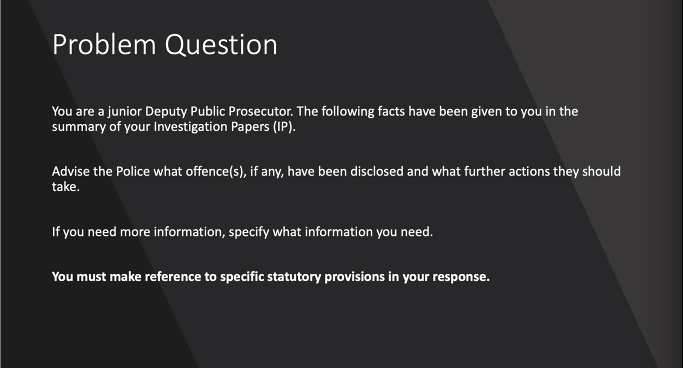 Problem Question
You are a junior Deputy Public Prosecutor. The following facts have been given to you in the
summary of your Investigation Papers (IP).
Advise the Police what offence(s), if any, have been disclosed and what further actions they should
take.
If you need more information, specify what information you need.
You must make reference to specific statutory provisions in your response.